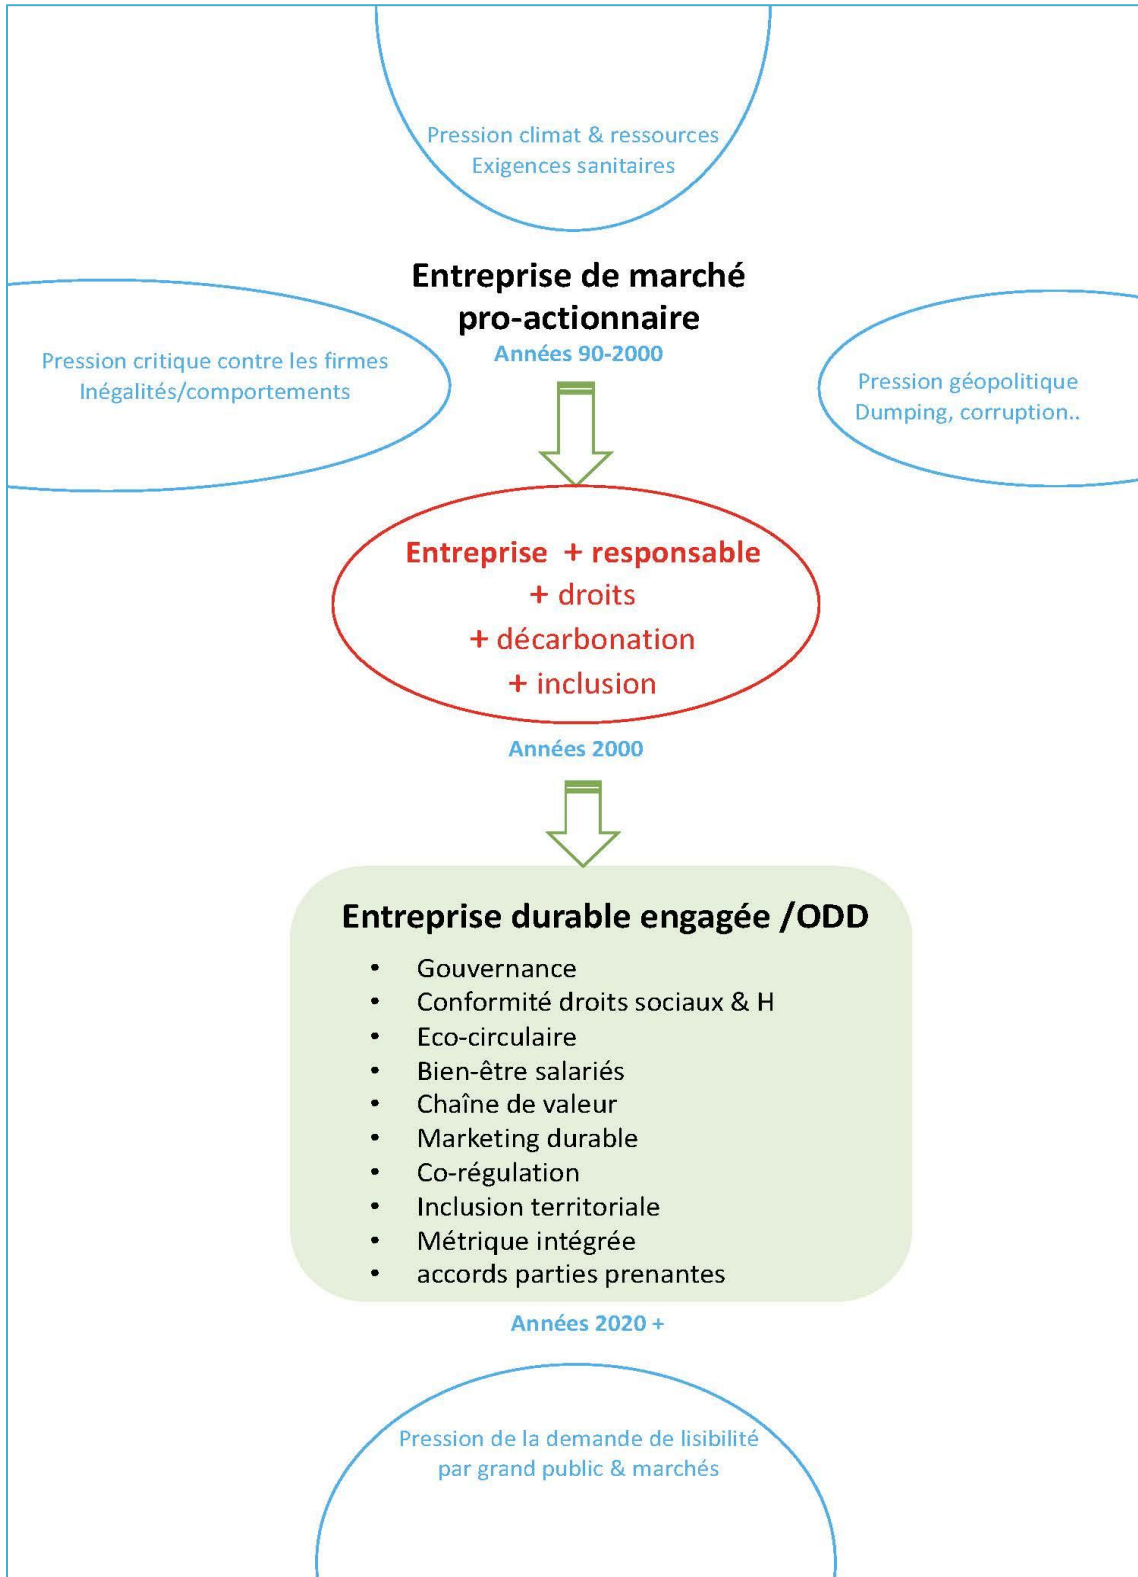 Pression climat & ressources
Exigences sanitaires
Entreprise de marché
pro-actionnaire
Années 90-2000
Pression critique contre les firmes
Inégalités/comportements
Pression géopolitique
Dumping, corruption..
Entreprise + responsable
+ droits
+ décarbonation
+ inclusion
Années 2000
Entreprise durable engagée /ODD
• Gouvernance
• Conformité droits sociaux & H
• Eco-circulaire
• Bien-être salariés
• Chaîne de valeur
• Marketing durable
• Co-régulation
• Inclusion territoriale
• Métrique intégrée
• accords parties prenantes
Années 2020 +
Pression de la demande de lisibilité
par grand public & marchés